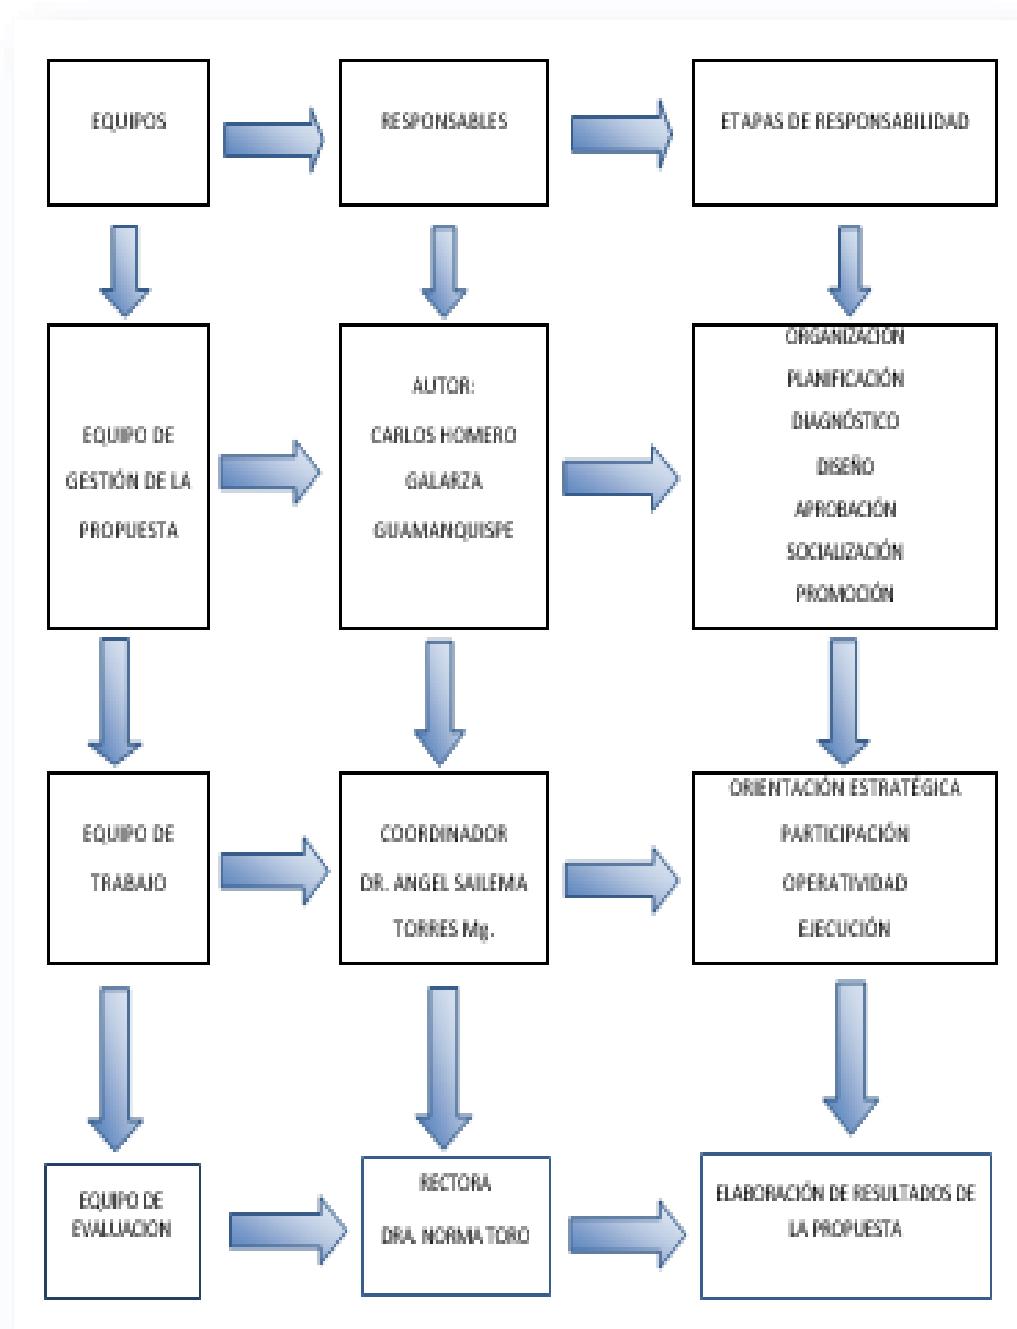 EQUIPOS
RESPONSABLES
ETAPAS DE RESPONSABILIDAD
EQUIPO DE
GESTIÓN DE LA
PROPUESTA
AUTOR:
CARLOS HOMERO
GALARZA
GUAMANQUISPE
ORGANIZACIÓN
PLANIFICACIÓN
DIAGNÓSTICO
DISEÑO
APROBACIÓN
SOCIALIZACIÓN
PROMOCIÓN
EQUIPO DE
TRABAJO
COORDINADOR
DR. ANGEL SAILEMA
TORRES Mg.
ORIENTACIÓN ESTRATÉGICA
PARTICIPACIÓN
OPERATIVIDAD
EJECUCIÓN
EQUIPO DE
EVALUACION
RECTORA
DRA. NORMA TORO
ELABORACIÓN DE RESULTADOS DE
LA PROPUESTA